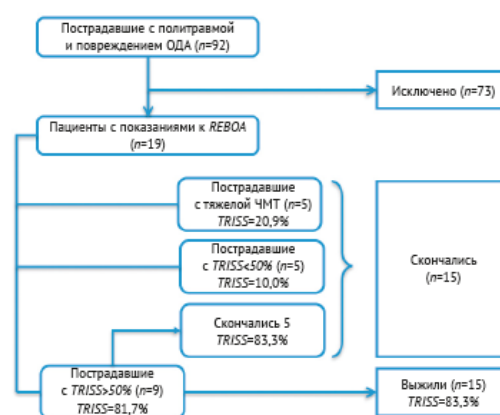 Пострадавшие с политравмой
и повреждением ОДА (n=92)
Исключено (n=73)
Пациенты с показаниями к REBOA
(n=19)
Пострадавшие
с тяжелой ЧМТ (n=5)
TRISS=20,9%
Пострадавшие
с TRISS<50% (n=5)
TRISS=10,0%
Скончались
(n=15)
Скончались 5
TRISS=83,3%
Пострадавшие
с TRISS>50% (n=9)
TRISS=81,7%
Выжили (n=15)
TRISS=83,3%